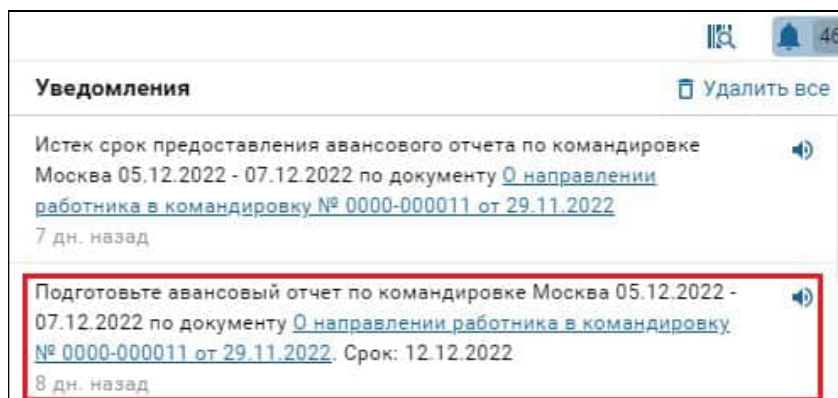 46
Уведомления
Удалить все
Истек срок предоставления авансового отчета по командировке
Москва 05.12.2022 - 07.12.2022 по документу О направлении
работника в командировку № 0000-000011 от 29.11.2022
7 дн. назад
Подготовьте авансовый отчет по командировке Москва 05.12.2022 -
07.12.2022 по документу О направлении работника в командировку
№ 0000-000011 от 29.11.2022. Срок: 12.12.2022
8 дн. назад